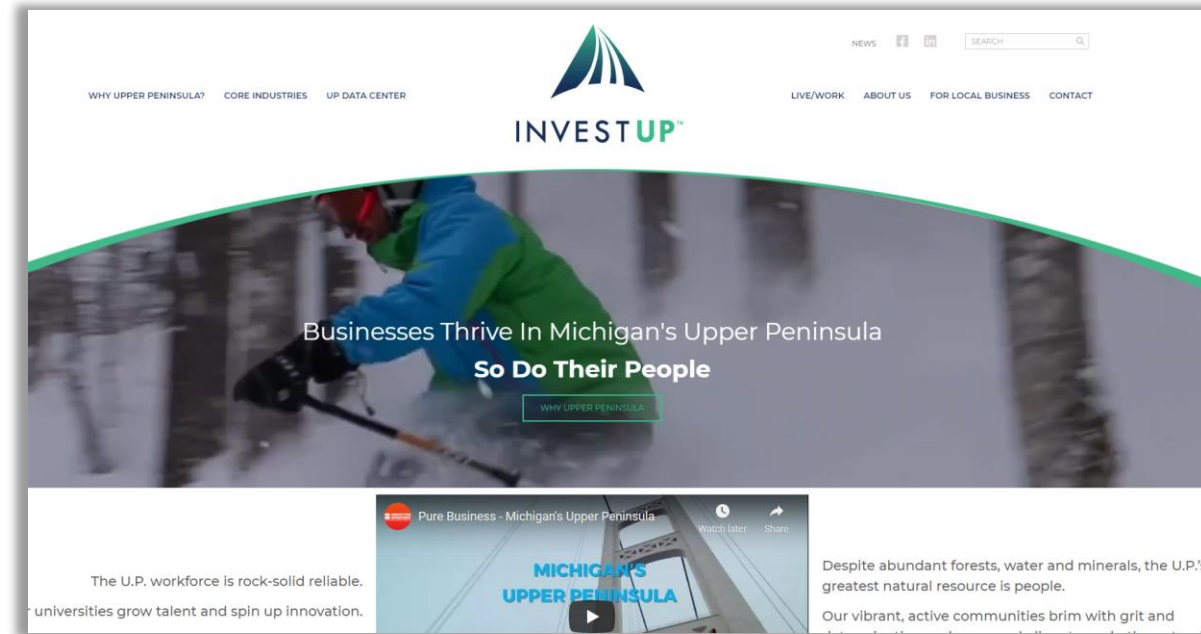 NEWS
SEARCH
WHY UPPER PENINSULA? CORE INDUSTRIES UP DATA CENTER
LIVE/WORK ABOUT US FOR LOCAL BUSINESS CONTACT
INVESTUP™
Businesses Thrive In Michigan's Upper Peninsula
So Do Their People
WHY UPPER PENINSULA
Pure Business - Michigan's Upper Peninsula
Watch later Share
MICHIGAN'S
UPPER PENINSULA
The U.P. workforce is rock-solid reliable.
universities grow talent and spin up innovation.
Despite abundant forests, water and minerals, the U.P.'s
greatest natural resource is people.
Our vibrant, active communities brim with grit and